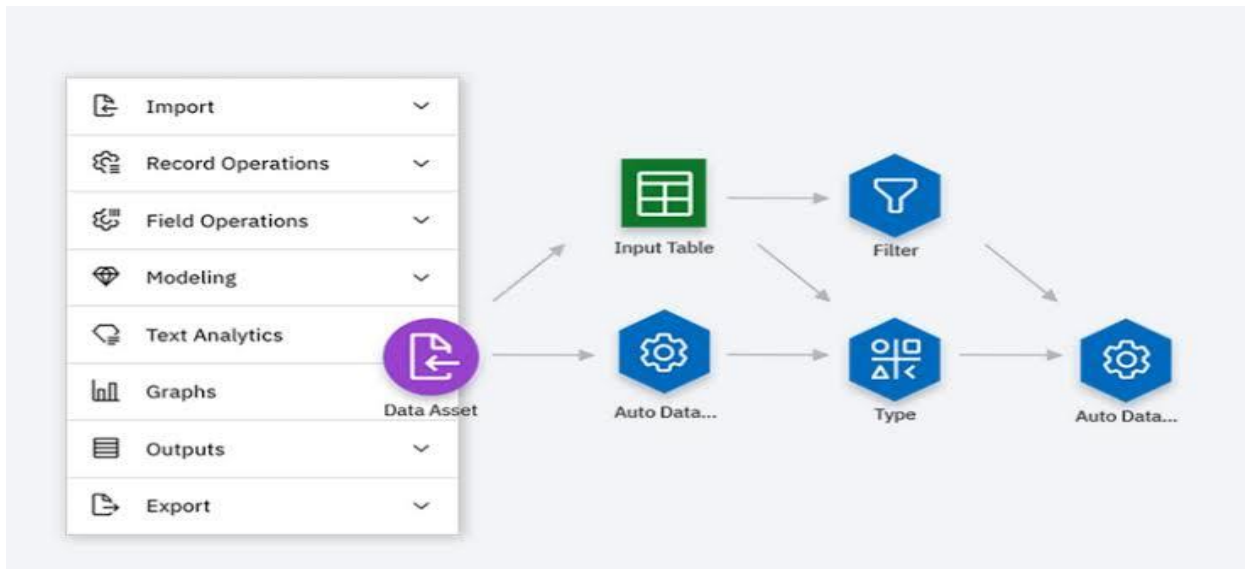 Import
Record Operations
Field Operations
Modeling
Text Analytics
Graphs
Outputs
Export
Data Asset
Input Table
Auto Data...
Filter
Type
Auto Data...